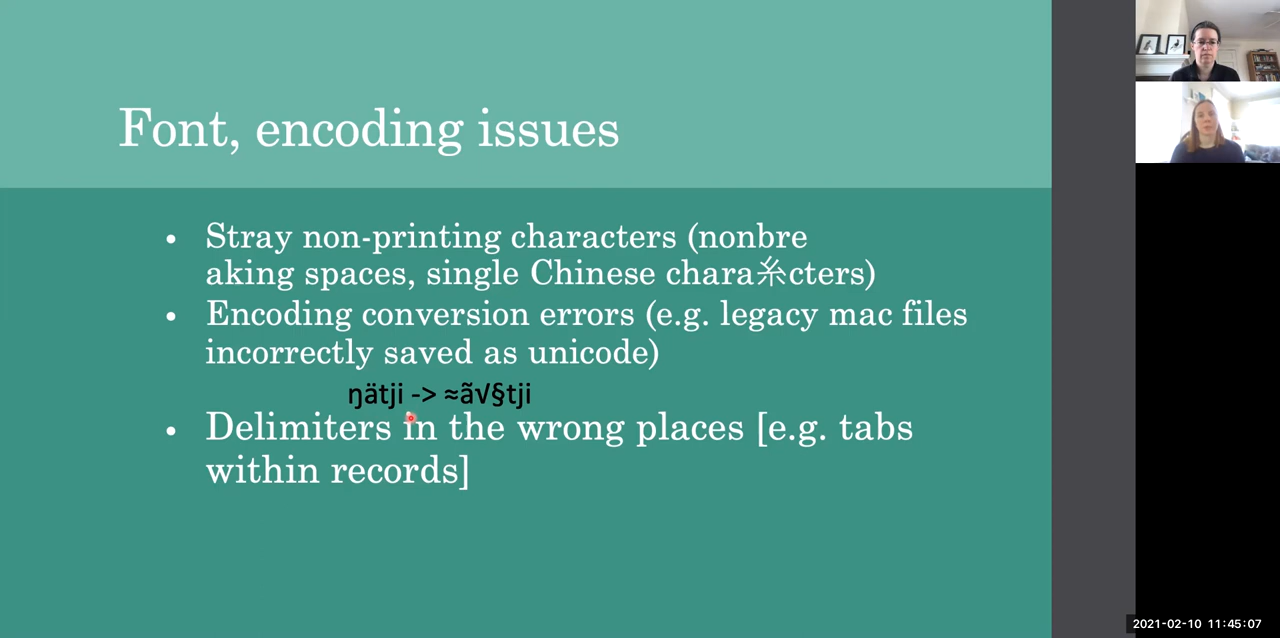 Font, encoding issues
• Stray non-printing characters (nonbre
aking spaces, single Chinese chara糸cters)
• Encoding conversion errors (e.g. legacy mac files
incorrectly saved as unicode)
ŋätji -> ≈ã√§tji
• Delimiters in the wrong places [e.g. tabs
within records]
2021-02-10 11:45:07